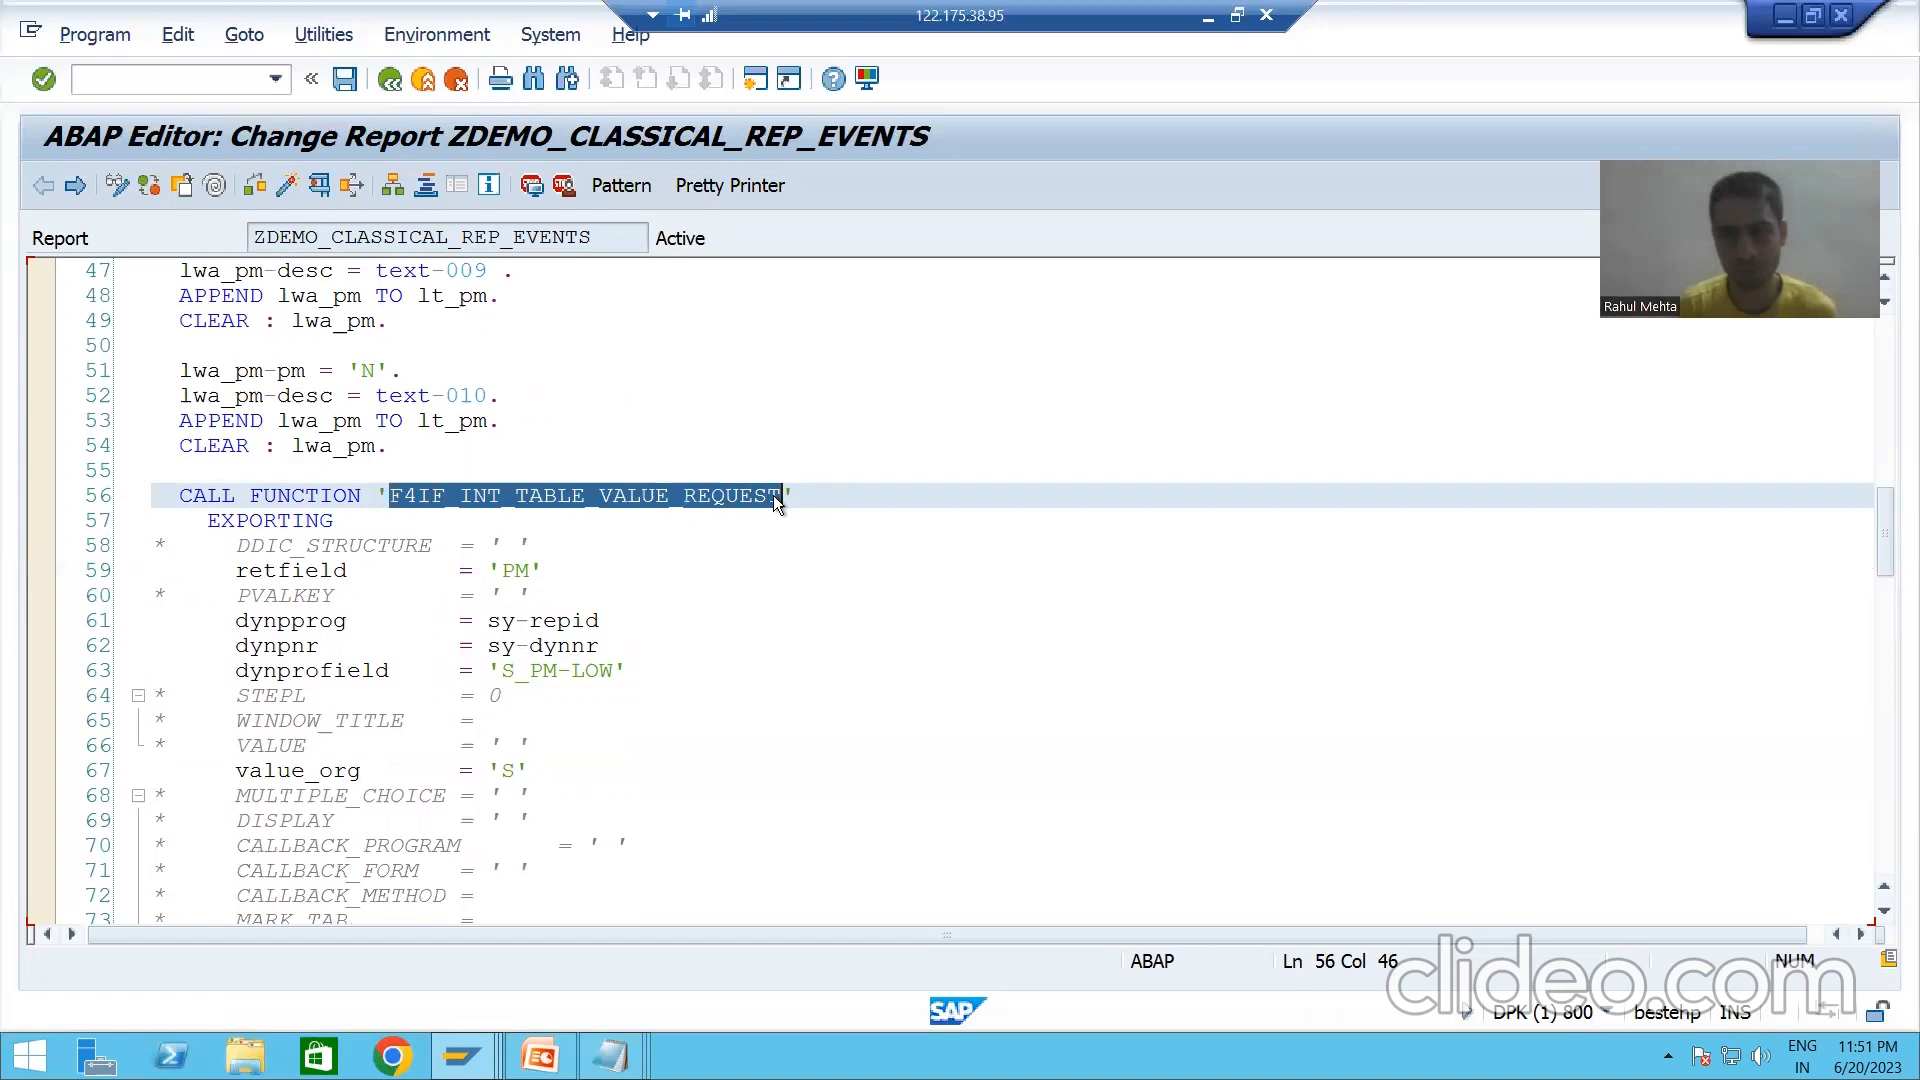 122.175.38.95
Program Edit Goto Utilities Environment System Help
ABAP Editor: Change Report ZDEMO_CLASSICAL_REP_EVENTS
Pattern Pretty Printer
Report ZDEMO_CLASSICAL_REP_EVENTS Active
Rahul Mehta
47 lwa_pm-desc = text-009 .
48 APPEND lwa_pm TO lt_pm.
49 CLEAR : lwa_pm.
50
51 lwa_pm-pm = 'N'.
52 lwa_pm-desc = text-010.
53 APPEND lwa_pm TO lt_pm.
54 CLEAR : lwa_pm.
55
56 CALL FUNCTION 'F4IF_INT_TABLE_VALUE_REQUEST'
57 EXPORTING
58 * DDIC_STRUCTURE = ' '
59 retfield = 'PM'
60 * PVALKEY = ' '
61 dynpprog = sy-repid
62 dynpnr = sy-dynnr
63 dynprofield = 'S_PM-LOW'
64 * STEPL = 0
65 * WINDOW_TITLE =
66 * VALUE = ' '
67 value_org = 'S'
68 * MULTIPLE_CHOICE = ' '
69 * DISPLAY = ' '
70 * CALLBACK_PROGRAM = ' '
71 * CALLBACK_FORM = ' '
72 * CALLBACK_METHOD =
73 * MARK_TAB =
ABAP Ln 56 Col 46 NUM
clideo.com
SAP DPK (1) 800 bestehp INS
ENG 11:51 PM
IN 6/20/2023